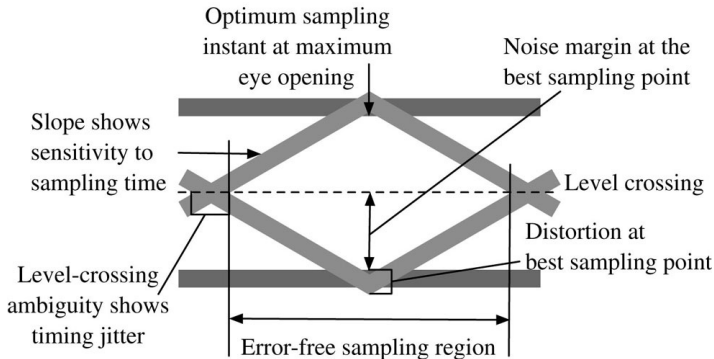 Optimum sampling
instant at maximum
eye opening
Noise margin at the
best sampling point
Slope shows
sensitivity to
sampling time
Level crossing
Distortion at
best sampling point
Level-crossing
ambiguity shows
timing jitter
Error-free sampling region